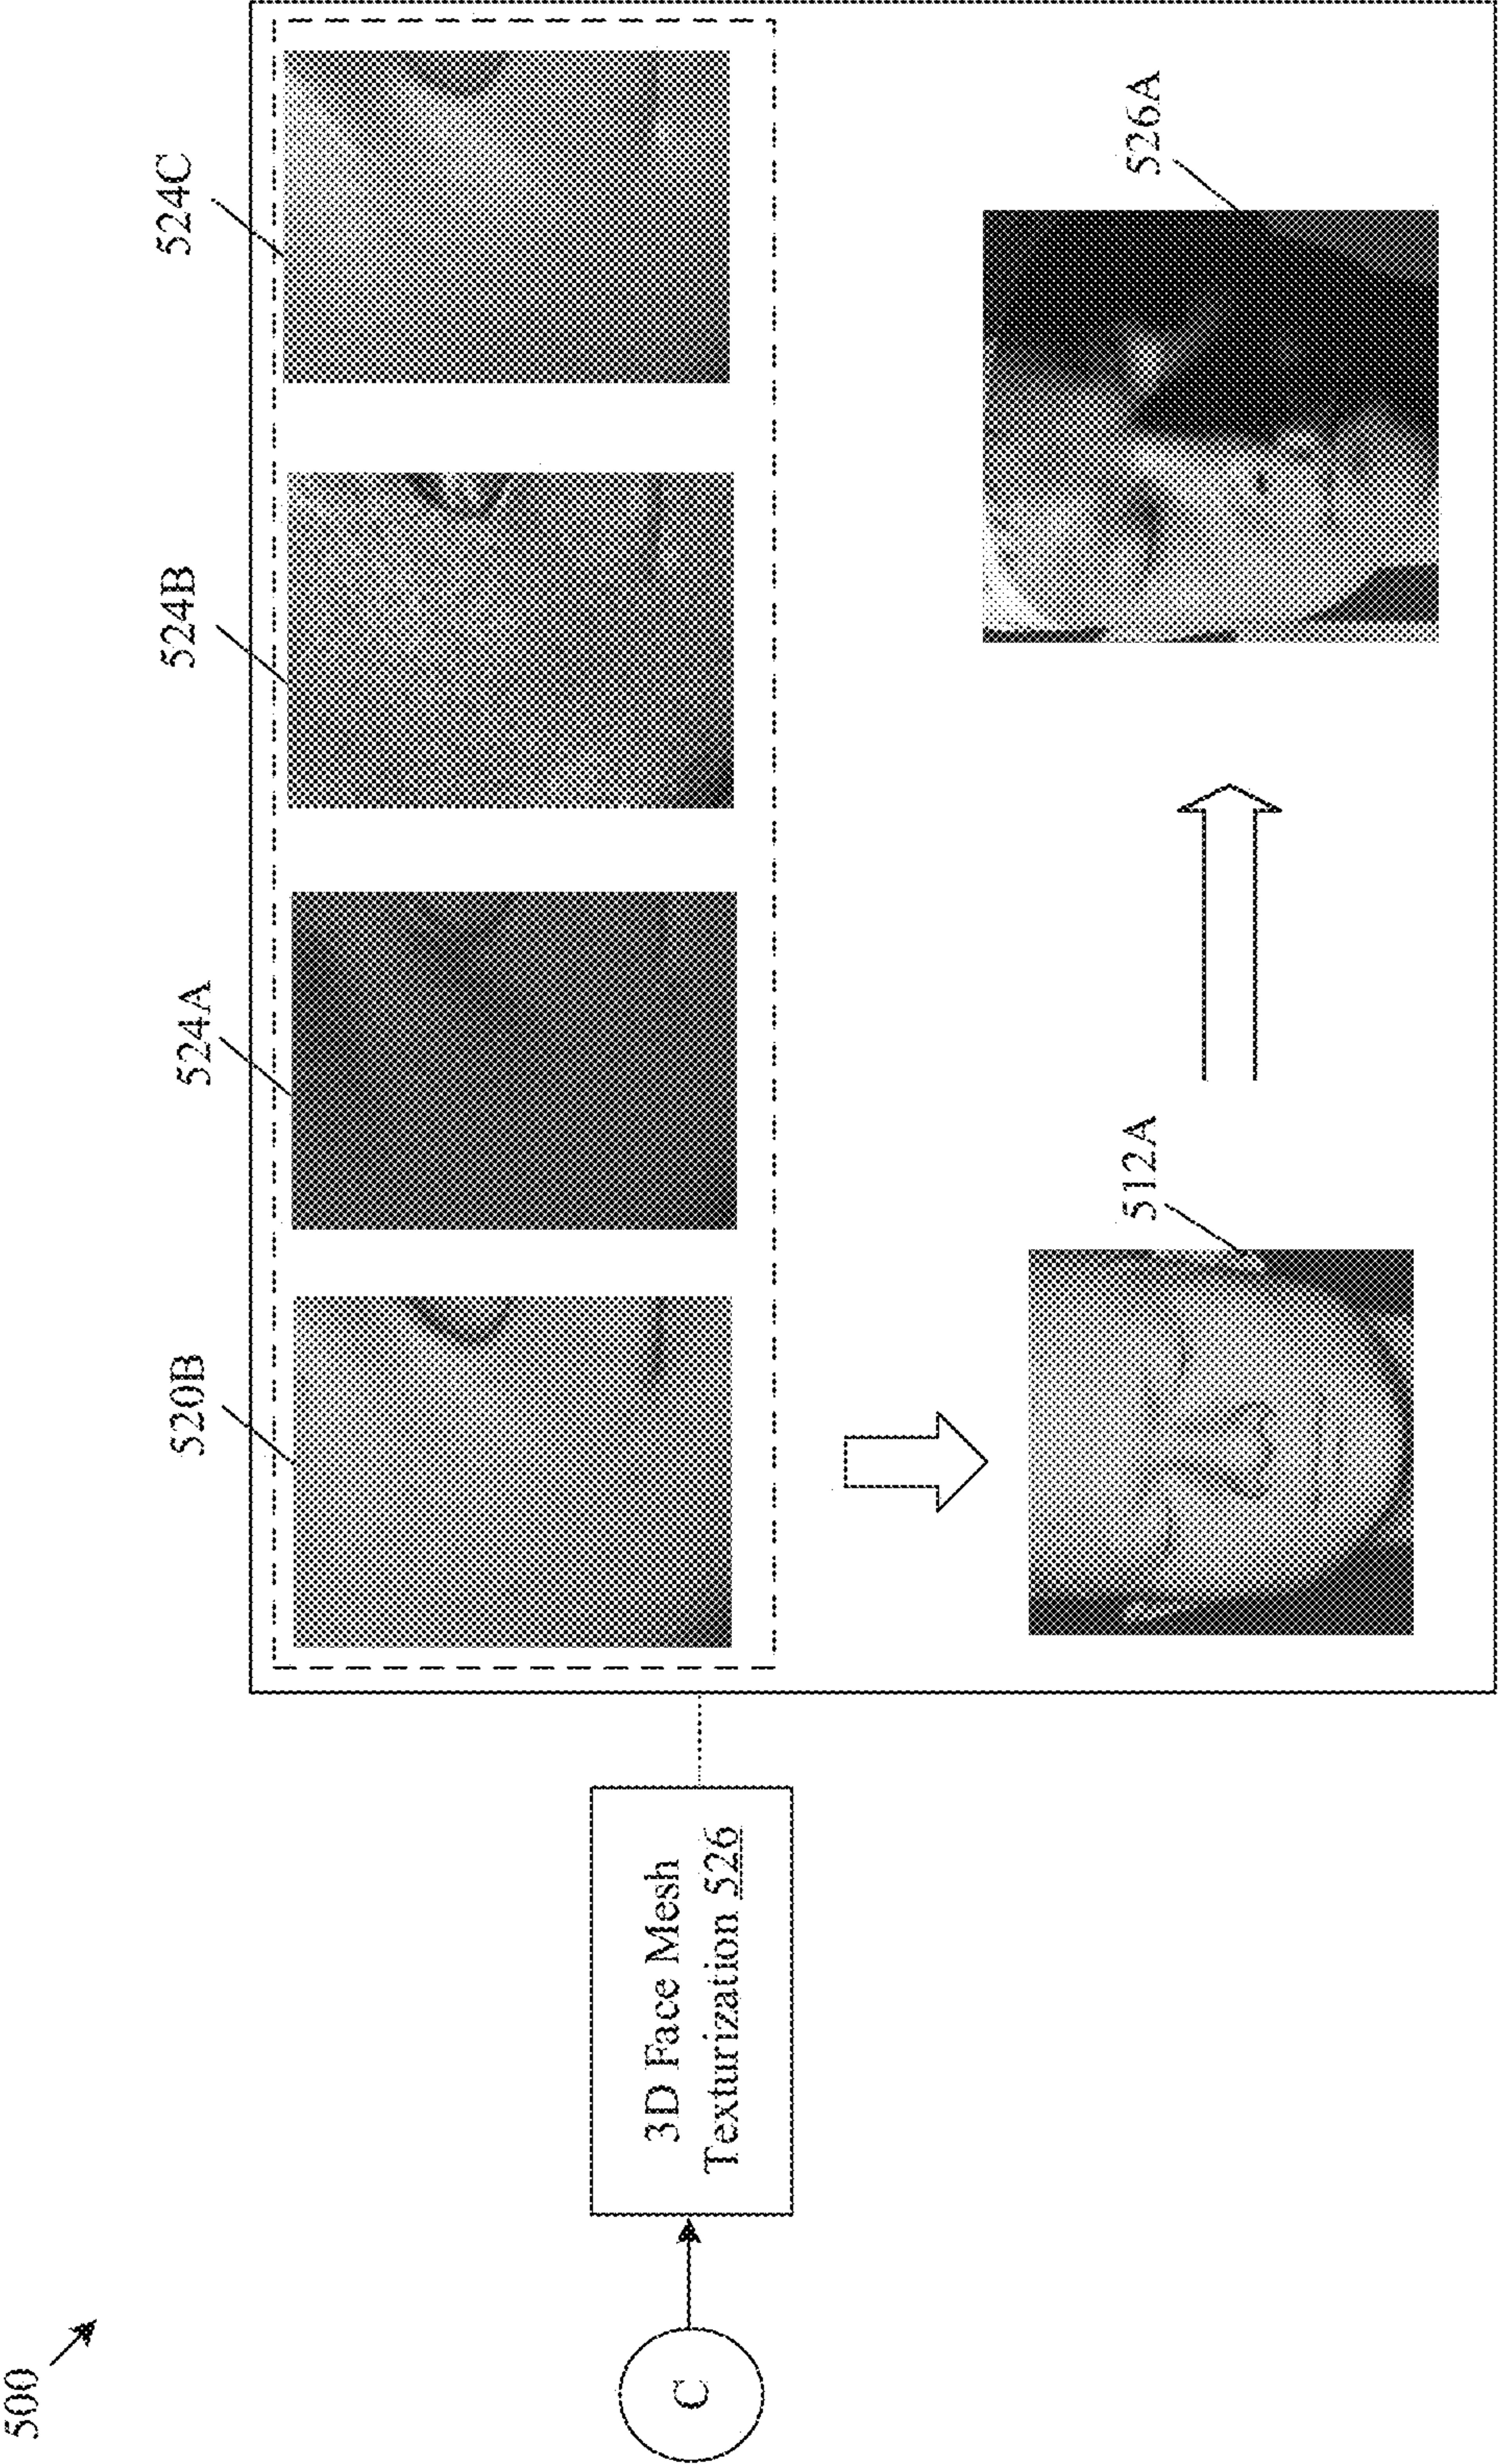 500
C
3D Face Mesh
Texturization 526
520B
524A
524B
524C
512A
526A